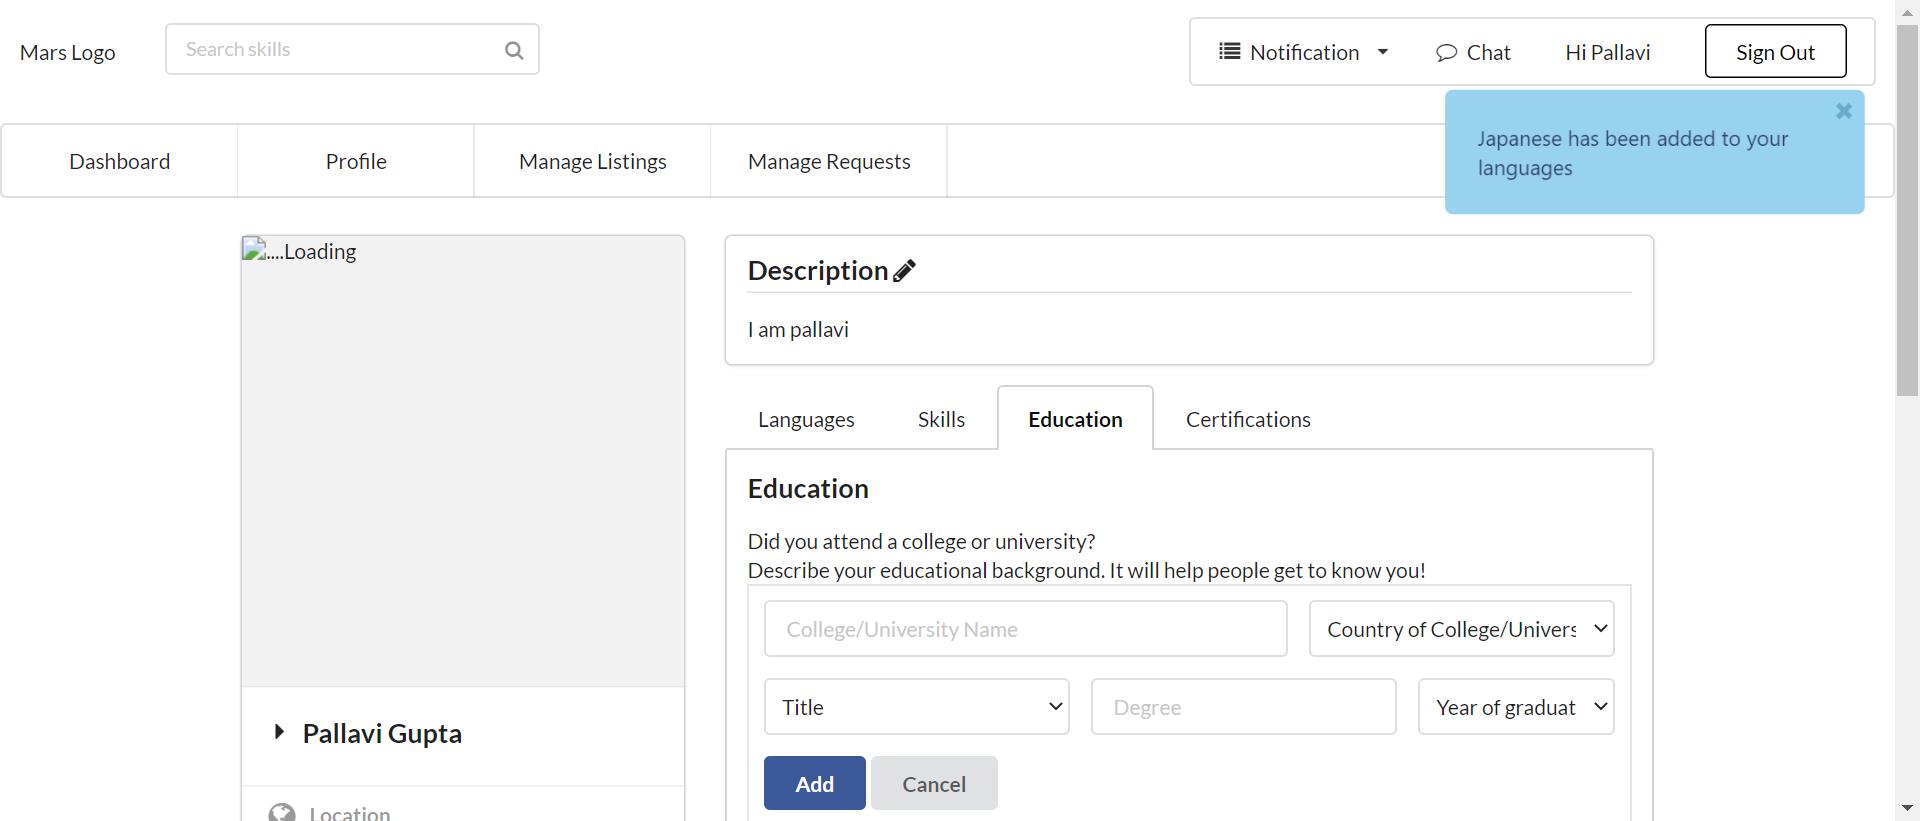 Mars Logo
Search skills
Notification
Chat
Hi Pallavi
Sign Out
Japanese has been added to your
languages
Dashboard
Profile
Manage Listings
Manage Requests
....Loading
Description
I am pallavi
Languages
Skills
Education
Certifications
Education
Did you attend a college or university?
Describe your educational background. It will help people get to know you!
College/University Name
Country of College/Univers
Title
Degree
Year of graduat
Add
Cancel
Pallavi Gupta
Location